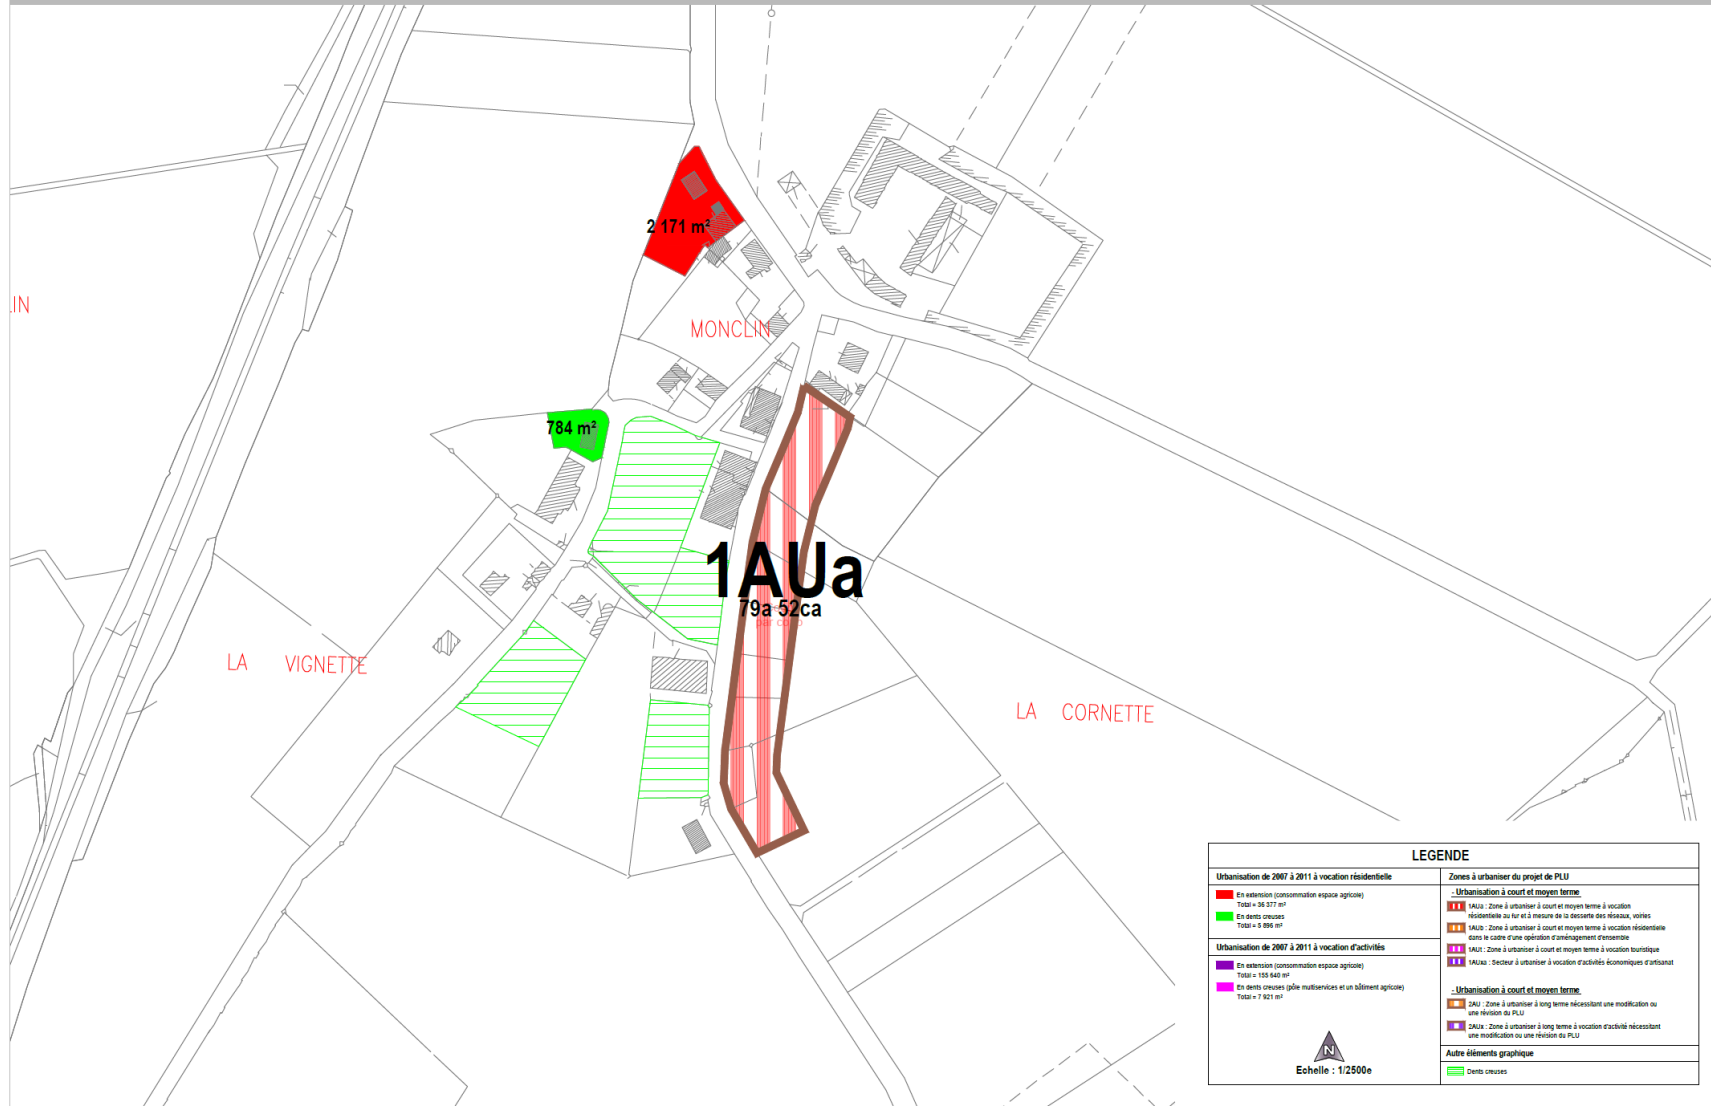 2 171 m²
.IN
MONCLIN
784 m²
1AUa
79a 52ca
LA VIGNETTE
LA CORNETTE
LEGENDE
Urbanisation de 2007 à 2011 à vocation résidentielle
En extension (consommation espace agricole)
Total = 36 377 m²
En dents creuses
Total = 5 896 m²
Urbanisation de 2007 à 2011 à vocation d'activités
En extension (consommation espace agricole)
Total = 155 640 m²
En dents creuses (pôle multiservices et un bâtiment agricole)
Total = 7 921 m²
N
Echelle : 1/2500e
Zones à urbaniser du projet de PLU
- Urbanisation à court et moyen terme
1AUa : Zone à urbaniser à court et moyen terme à vocation
résidentielle au fur et à mesure de la desserte des réseaux, voiries
1AUb : Zone à urbaniser à court et moyen terme à vocation résidentielle
dans le cadre d'une opération d'aménagement d'ensemble
1AUt : Zone à urbaniser à court et moyen terme à vocation touristique
1AUxa : Secteur à urbaniser à vocation d'activités économiques d'artisanat
- Urbanisation à court et moyen terme
2AU : Zone à urbaniser à long terme nécessitant une modification ou
une révision du PLU
2AUx : Zone à urbaniser à long terme à vocation d'activité nécessitant
une modification ou une révision du PLU
Autre éléments graphique
Dents creuses